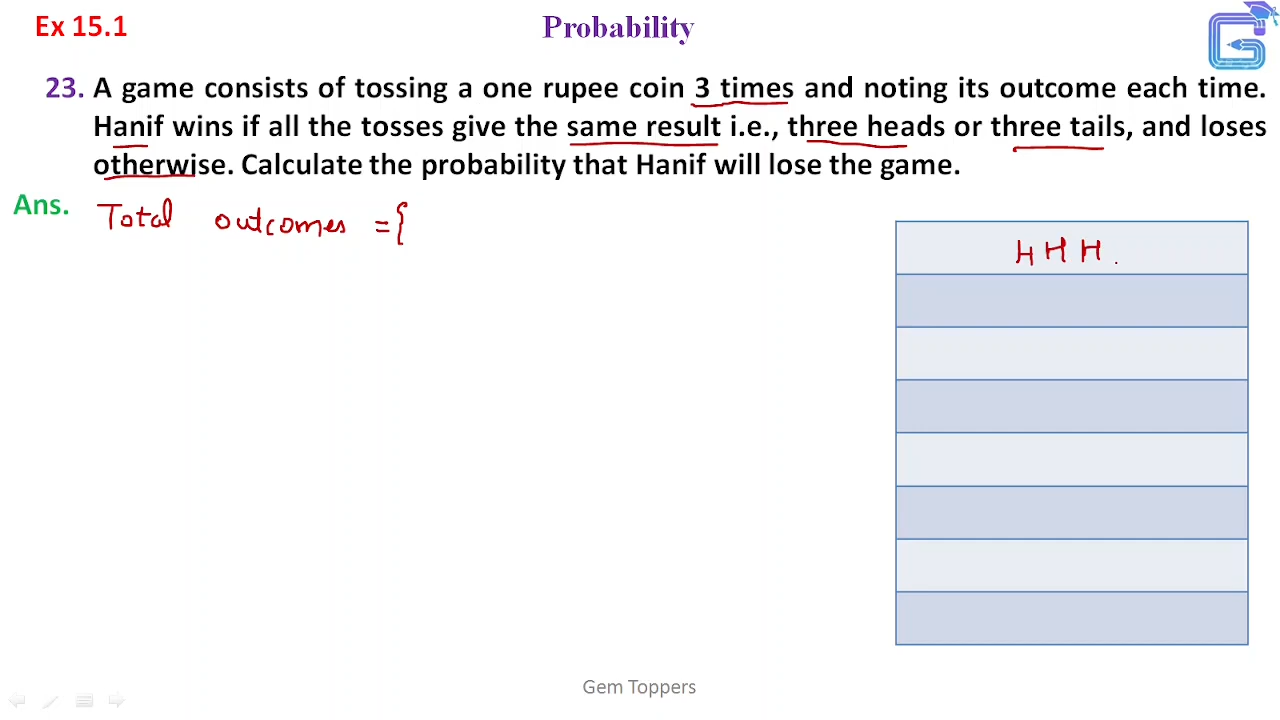 Ex 15.1
Probability
23. A game consists of tossing a one rupee coin 3 times and noting its outcome each time.
Hanif wins if all the tosses give the same result i.e., three heads or three tails, and loses
otherwise. Calculate the probability that Hanif will lose the game.
Ans. Total outcomes = {
H H H .
Gem Toppers